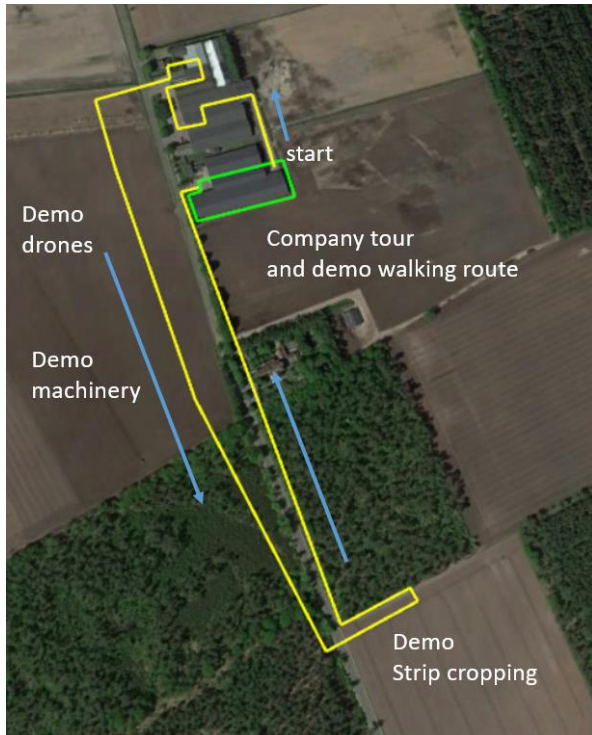 start
Demo
drones
Company tour
and demo walking route
Demo
machinery
Demo
Strip cropping